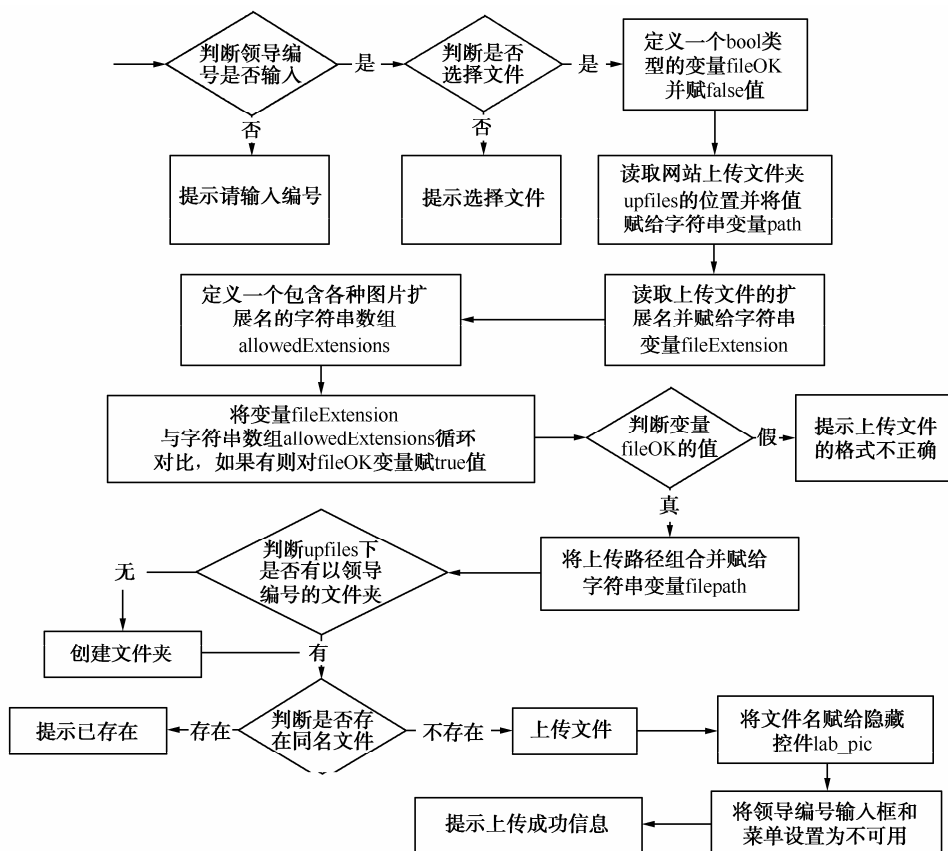 判断领导编
号是否输入
是
判断是否
选择文件
是
定义一个bool类
型的变量fileOK
并赋false值
否
否
提示请输入编号
提示选择文件
读取网站上传文件夹
upfiles的位置并将值
赋给字符串变量path
定义一个包含各种图片扩
展名的字符串数组
allowedExtensions
读取上传文件的扩
展名并赋给字符串
变量fileExtension
将变量fileExtension
与字符串数组allowedExtensions循环
对比，如果有则对fileOK变量赋true值
判断变量
fileOK的值
假
提示上传文件
的格式不正确
真
判断upfiles下
是否有以领导
编号的文件夹
将上传路径组合并赋给
字符串变量filepath
无
创建文件夹
有
提示已存在
存在
判断是否存
在同名文件
不存在
上传文件
将文件名赋给隐藏
控件lab_pic
提示上传成功信息
将领导编号输入框和
菜单设置为不可用